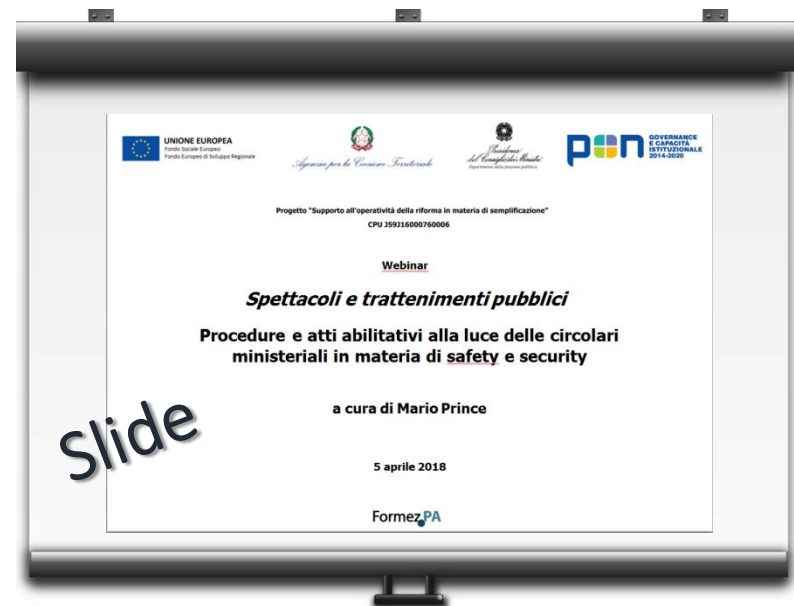 UNIONE EUROPEA
Fondo Sociale Europeo
Fondo Europeo di Sviluppo Regionale
Agenzia per la Coesione Territoriale
Presidenza
del Consiglio dei Ministri
Dipartimento della funzione pubblica
pon GOVERNANCE
E CAPACITÀ
ISTITUZIONALE
2014-2020
Progetto "Supporto all'operatività della riforma in materia di semplificazione"
CPU J59J16000760006
Webinar
Spettacoli e trattenimenti pubblici
Procedure e atti abilitativi alla luce delle circolari
ministeriali in materia di safety e security
a cura di Mario Prince
Slide
5 aprile 2018
Formez PA